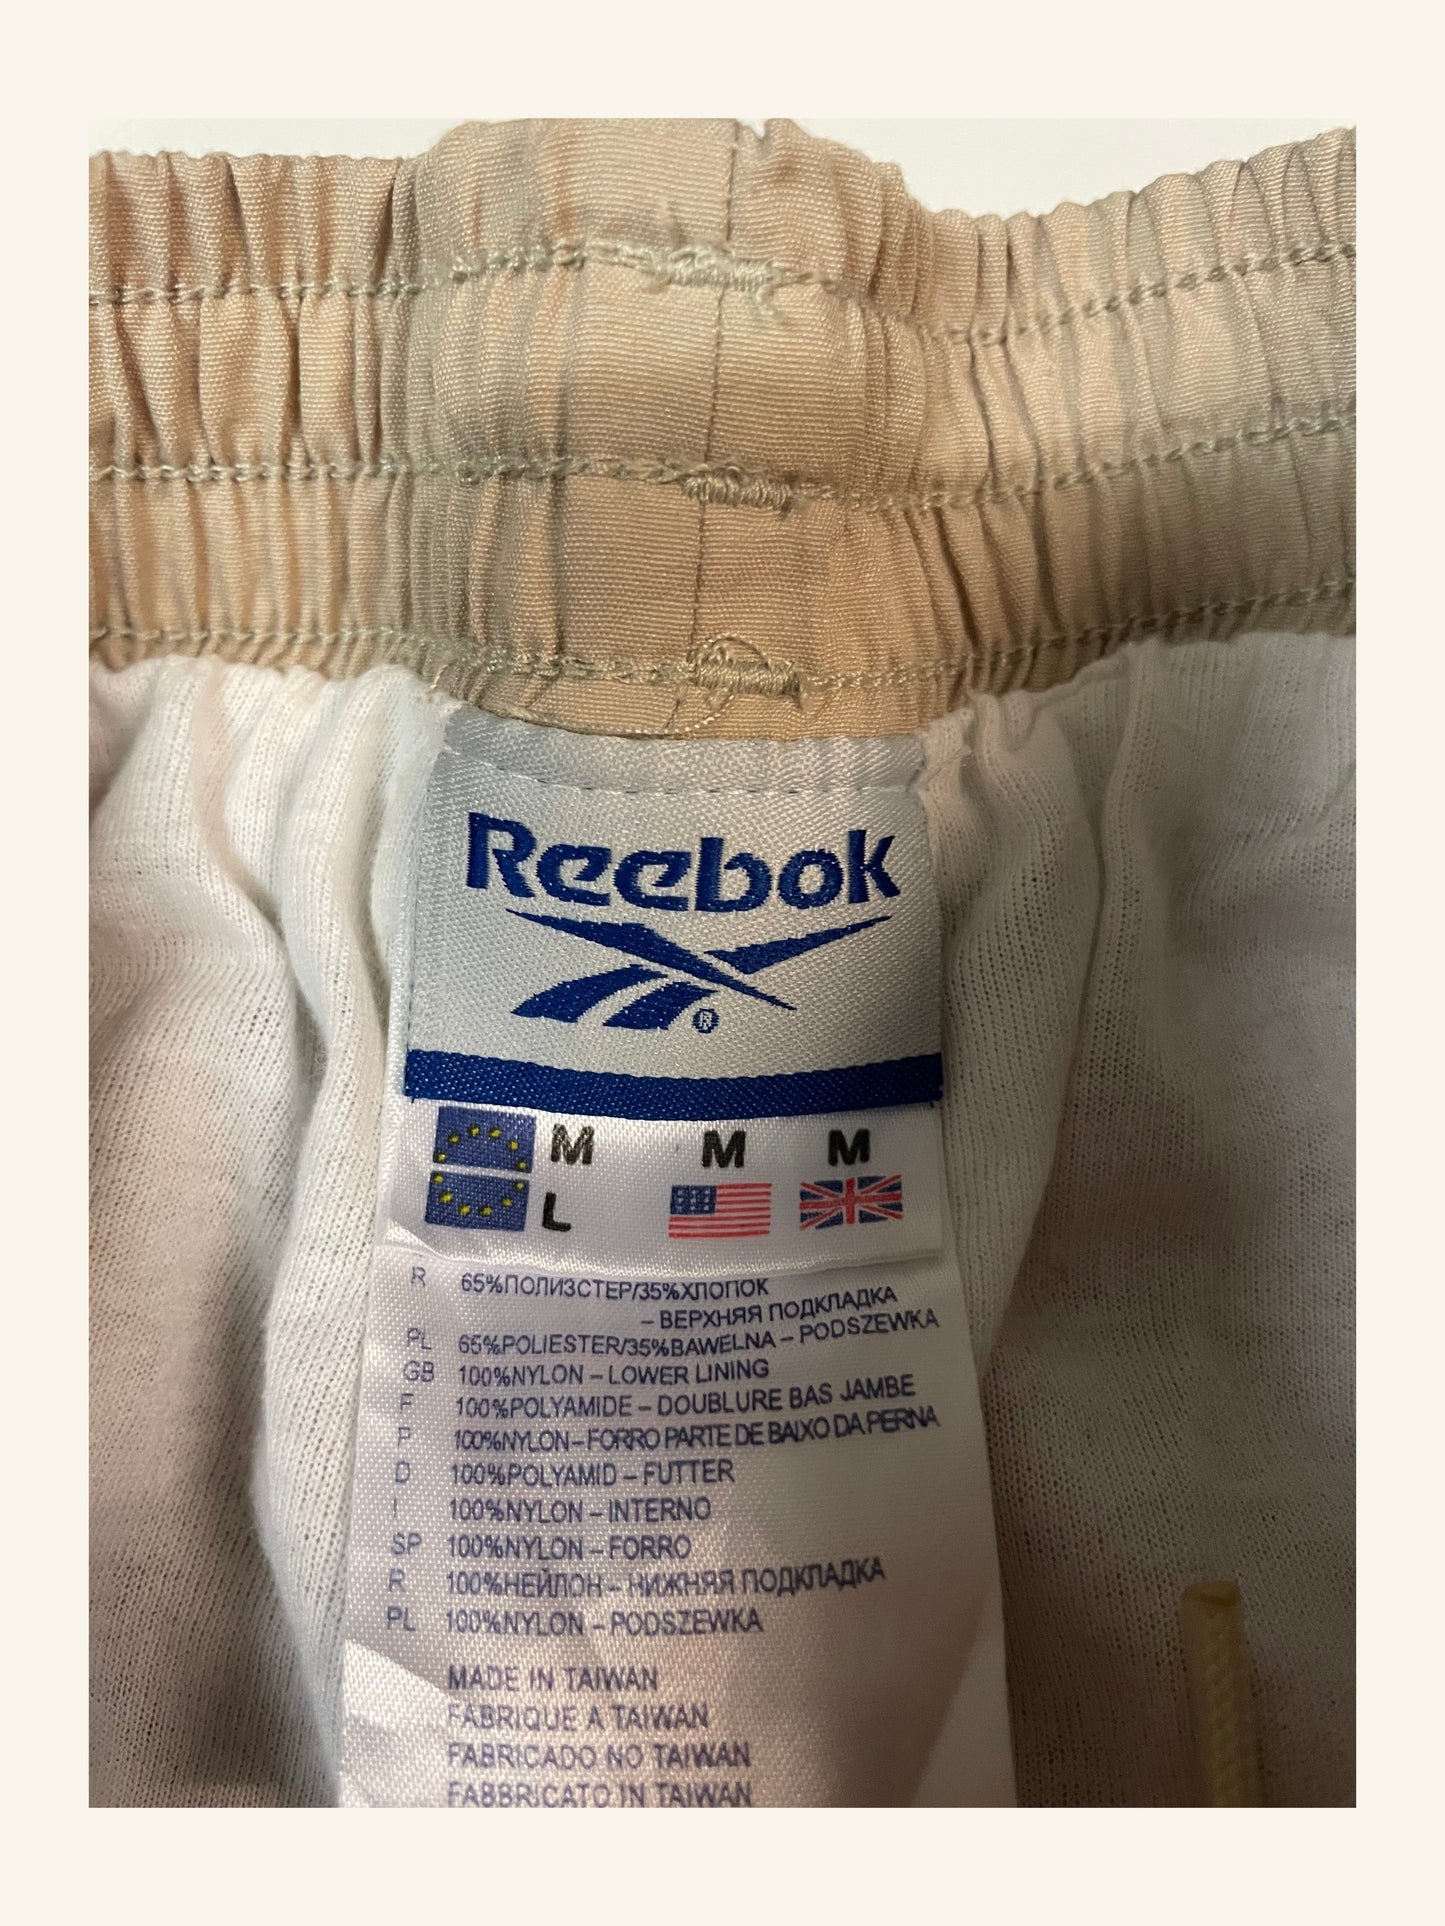 Reebok
®
M M M
L
R 65%ПОЛИЗСТЕР/35%ХЛОПОК
– ВЕРХНЯЯ ПОДКЛАДКА
PL 65%POLIESTER/35%BAWELNA – PODSZEWKA
GB 100%NYLON – LOWER LINING
F 100%POLYAMIDE – DOUBLURE BAS JAMBE
P 100%NYLON – FORRO PARTE DE BAIXO DA PERNA
D 100%POLYAMID – FUTTER
I 100%NYLON – INTERNO
SP 100%NYLON – FORRO
R 100%НЕЙЛОН – НИЖНЯЯ ПОДКЛАДКА
PL 100%NYLON – PODSZEWKA
MADE IN TAIWAN
FABRIQUE A TAIWAN
FABRICADO NO TAIWAN
FABBRICATO IN TAIWAN